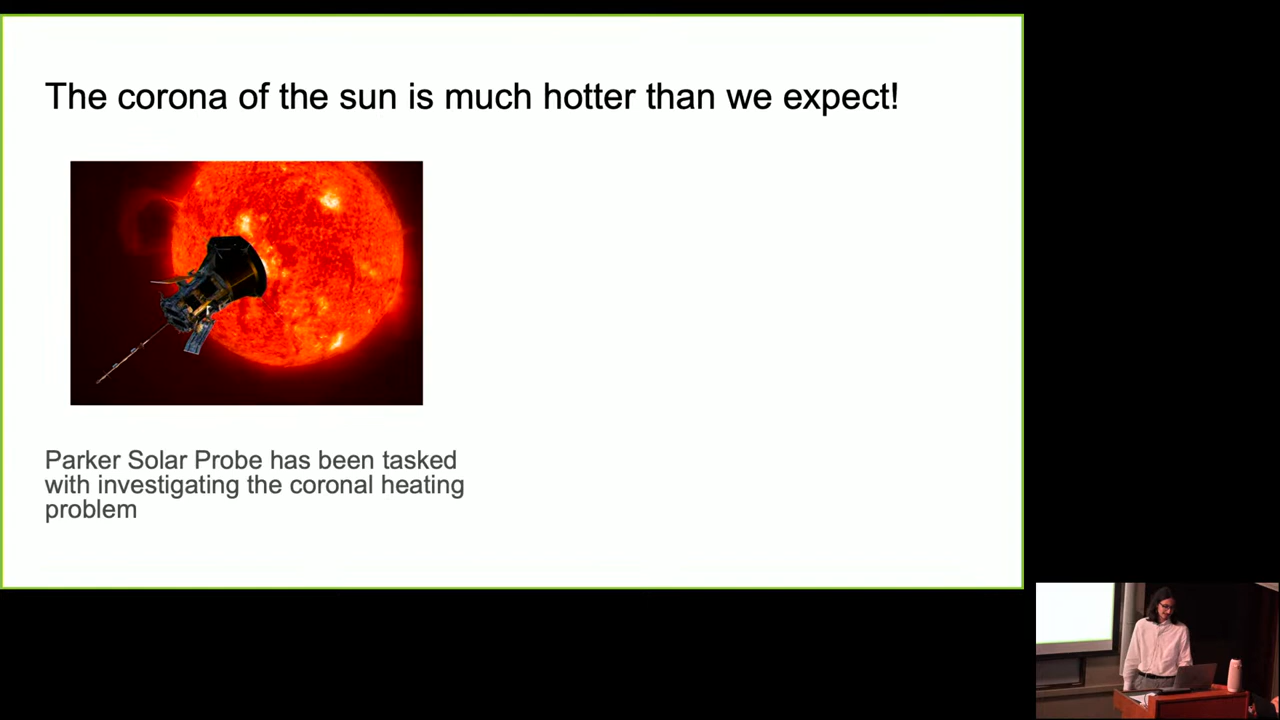 The corona of the sun is much hotter than we expect!
Parker Solar Probe has been tasked
with investigating the coronal heating
problem